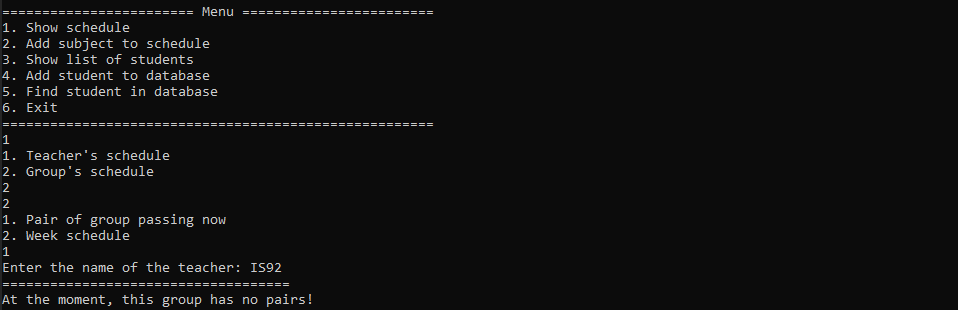 ======================== Menu ========================
1. Show schedule
2. Add subject to schedule
3. Show list of students
4. Add student to database
5. Find student in database
6. Exit
======================================================
1
1. Teacher's schedule
2. Group's schedule
2
2
1. Pair of group passing now
2. Week schedule
1
Enter the name of the teacher: IS92
====================================
At the moment, this group has no pairs!